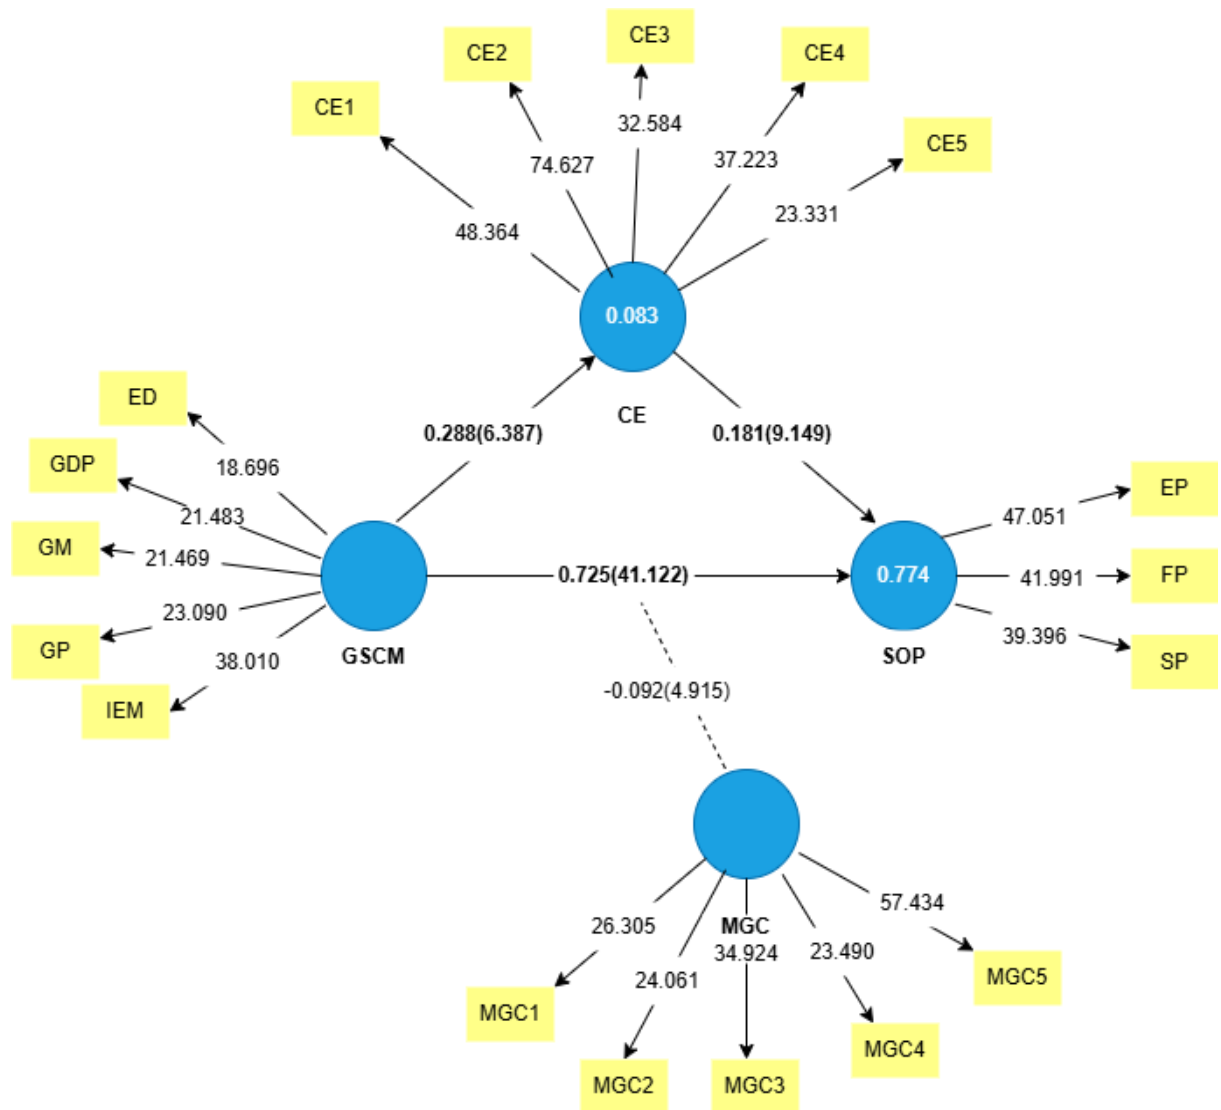 CE3
CE2
CE4
CE1
CE5
32.584
74.627
37.223
48.364
23.331
0.083
CE
ED
0.288(6.387)
0.181(9.149)
GDP
18.696
EP
47.051
21.483
GM
21.469
0.725(41.122)
0.774
41.991
FP
23.090
GP
38.010
GSCM
SOP
39.396
SP
IEM
-0.092(4.915)
57.434
26.305
MGC
34.924
23.490
24.061
MGC5
MGC1
MGC4
MGC2
MGC3